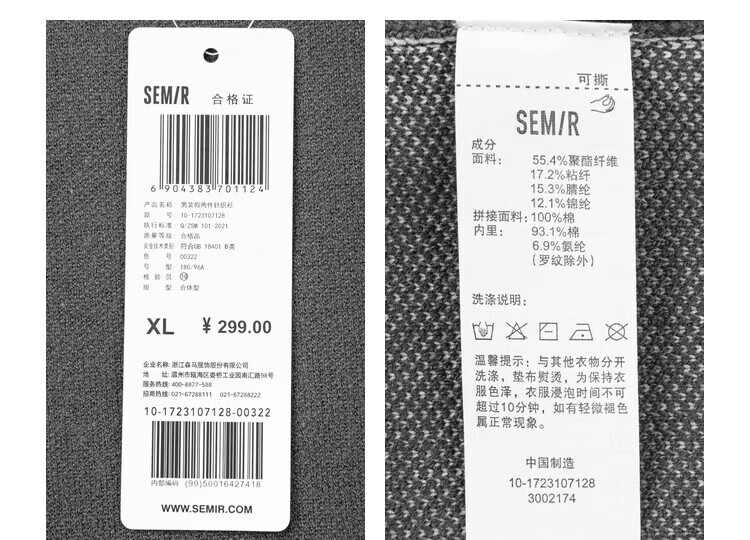 SEMIR 合格证
6 904383 701124
产品名称: 男装假两件针织衫
款 号 10-1723107128
执行标准: Q/ZSM 101-2021
质量等级: 合格品
安全技术类别 符合GB 18401 B类
色 号 00322
号 型 180/96A
检 验 员 10
版 型 合体型
XL ¥ 299.00
企业名称: 浙江森马服饰股份有限公司
地 址: 温州市瓯海区娄桥工业园南汇路98号
服务热线: 400-8877-588
招商热线: 021-67288111 021-67288222
10-1723107128-00322
内部编码 (99)50016427418
WWW.SEMIR.COM
可撕
SEM/R
成分
面料: 55.4%聚酯纤维
17.2%粘纤
15.3%腈纶
12.1%锦纶
拼接面料: 100%棉
内里: 93.1%棉
6.9%氨纶
(罗纹除外)
洗涤说明:
温馨提示: 与其他衣物分开
洗涤, 垫布熨烫, 为保持衣
服色泽, 衣服浸泡时间不可
超过10分钟, 如有轻微褪色
属正常现象。
中国制造
10-1723107128
3002174